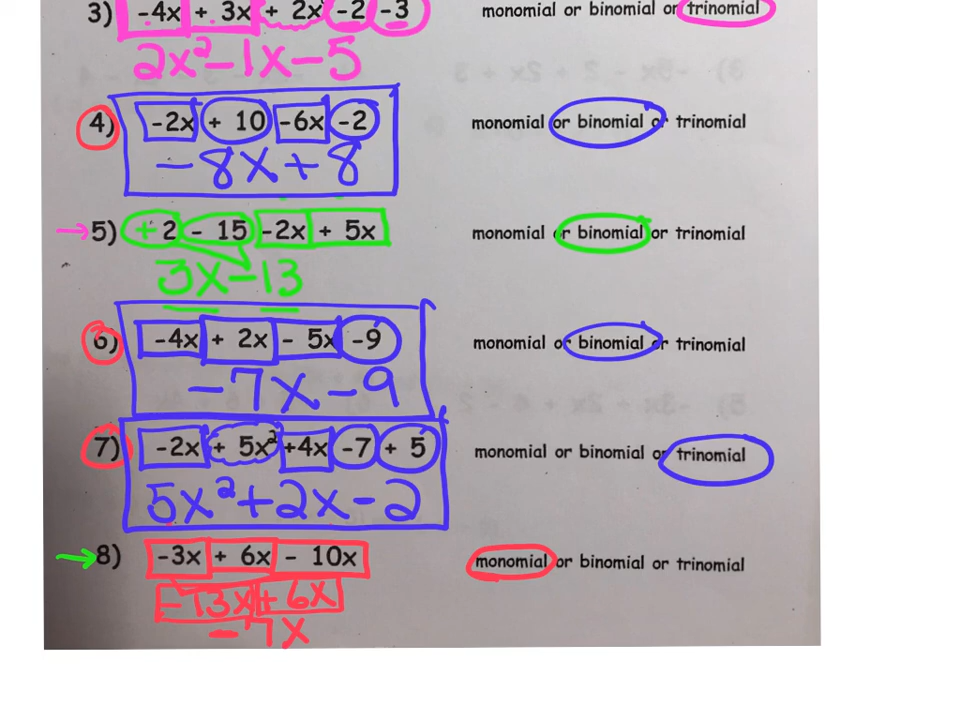 3) -4x + 3x + 2x -2 -3 monomial or binomial or trinomial
2x² - 1x - 5
4) -2x + 10 -6x -2 monomial or binomial or trinomial
-8x + 8
5) + 2 - 15 -2x + 5x monomial or binomial or trinomial
3x - 13
6) -4x + 2x - 5x -9 monomial or binomial or trinomial
-7x - 9
7) -2x + 5x² +4x -7 + 5 monomial or binomial or trinomial
5x² + 2x - 2
8) -3x + 6x - 10x monomial or binomial or trinomial
-13x + 6x
-7x